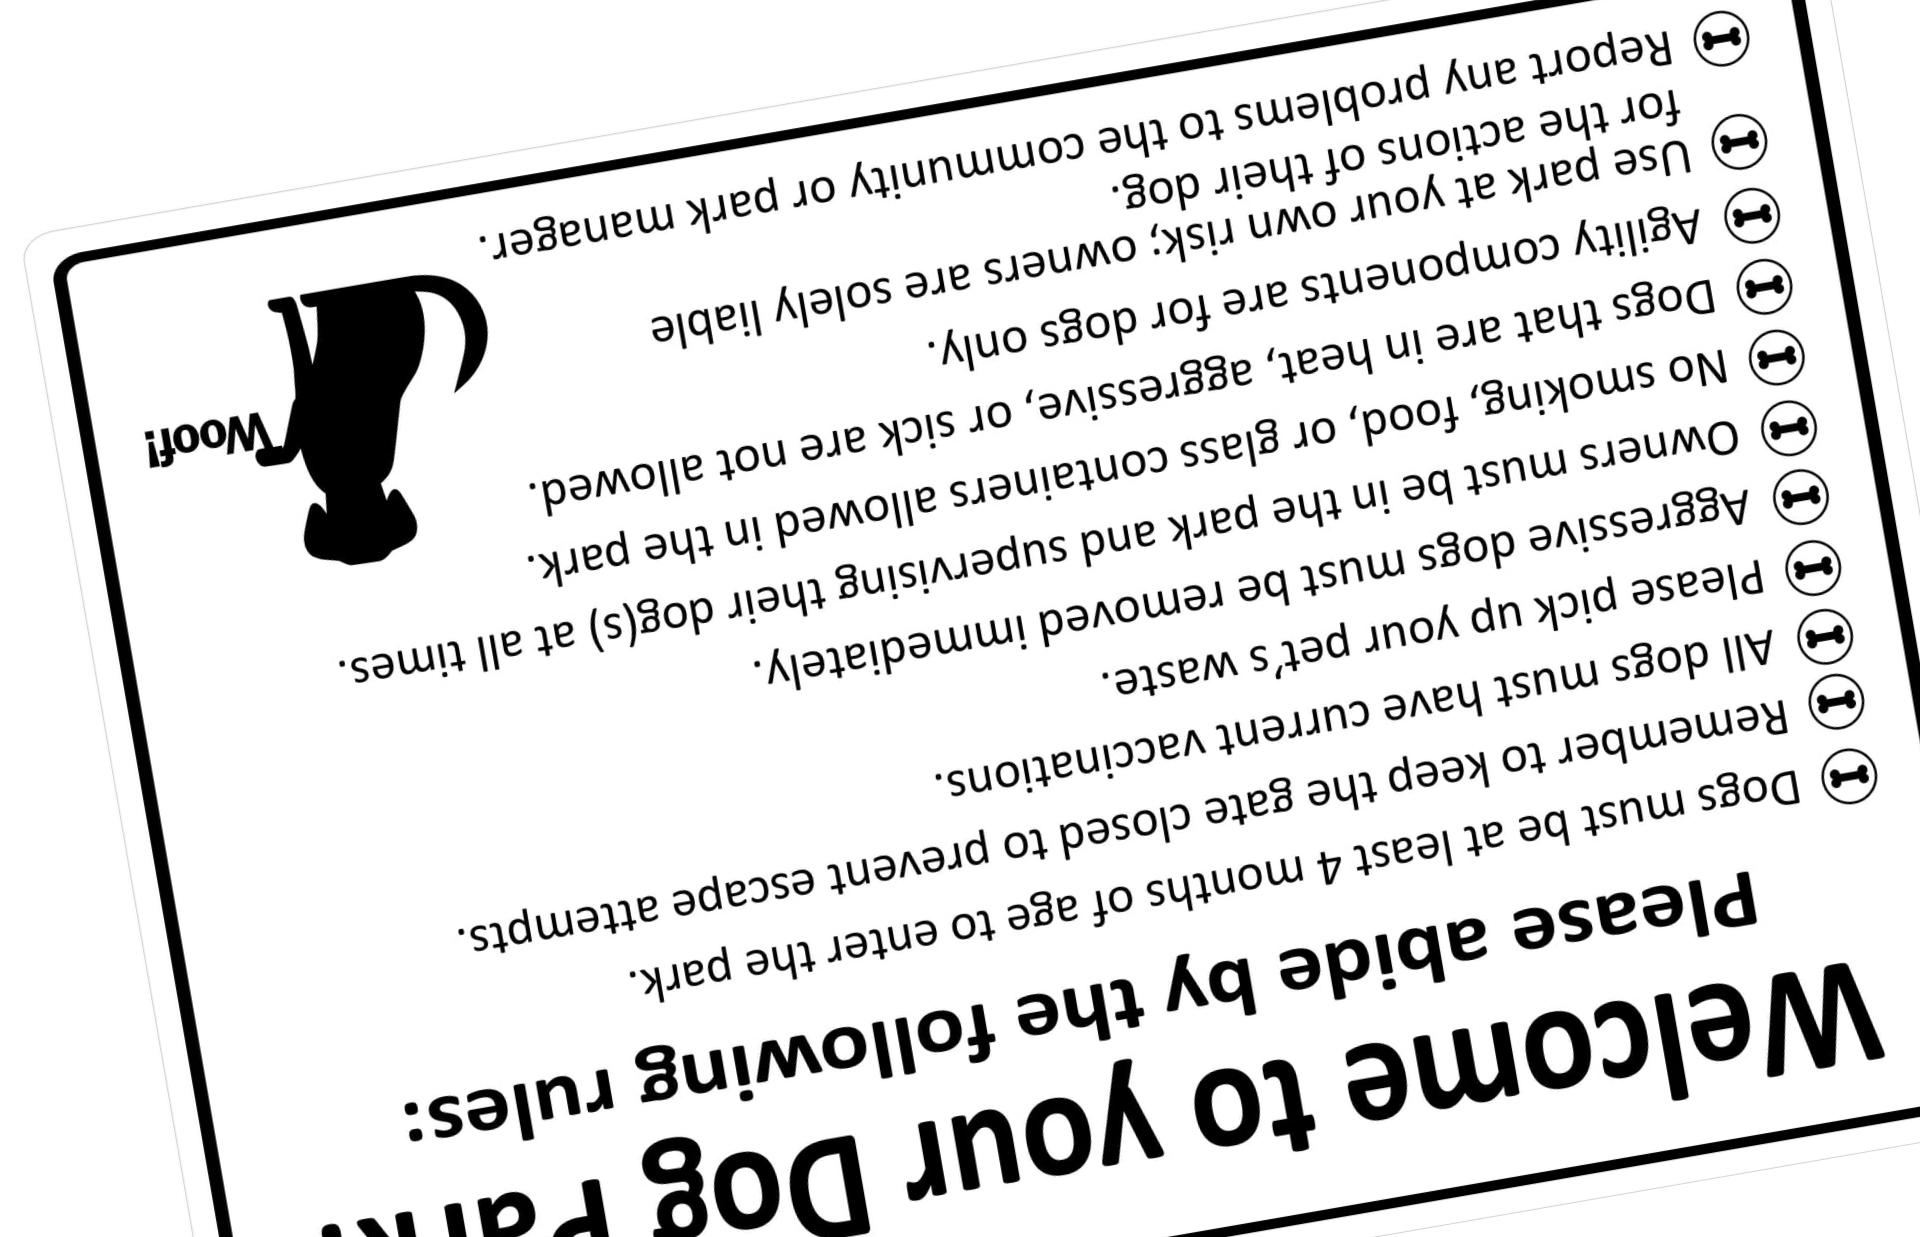 Welcome to your Dog Park!
Please abide by the following rules:
Dogs must be at least 4 months of age to enter the park.
Remember to keep the gate closed to prevent escape attempts.
All dogs must have current vaccinations.
Please pick up your pet's waste.
Aggressive dogs must be removed immediately.
Owners must be in the park and supervising their dog(s) at all times.
No smoking, food, or glass containers allowed in the park.
Dogs that are in heat, aggressive, or sick are not allowed.
Agility components are for dogs only.
Use park at your own risk; owners are solely liable
for the actions of their dog.
Report any problems to the community or park manager.
Woof!